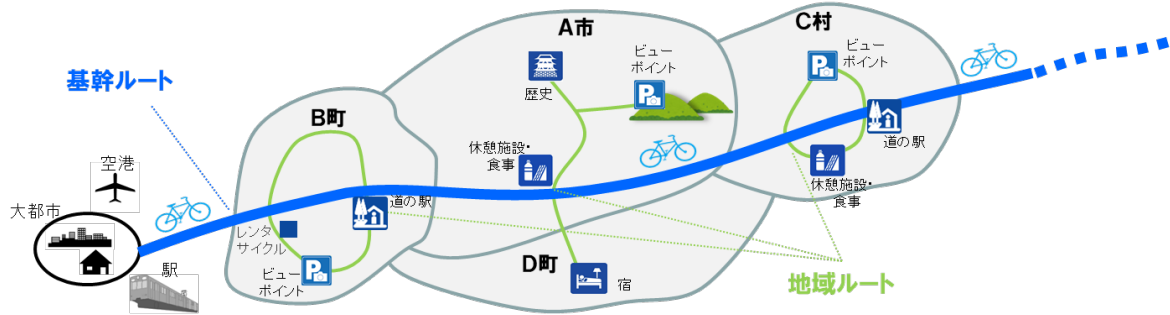 基幹ルート
空港
大都市
駅
B町
レンタ
サイクル
ビュー
ポイント
道の駅
A市
歴史
ビュー
ポイント
休憩施設・
食事
D町
宿
C村
ビュー
ポイント
道の駅
休憩施設・
食事
地域ルート
P
P
P